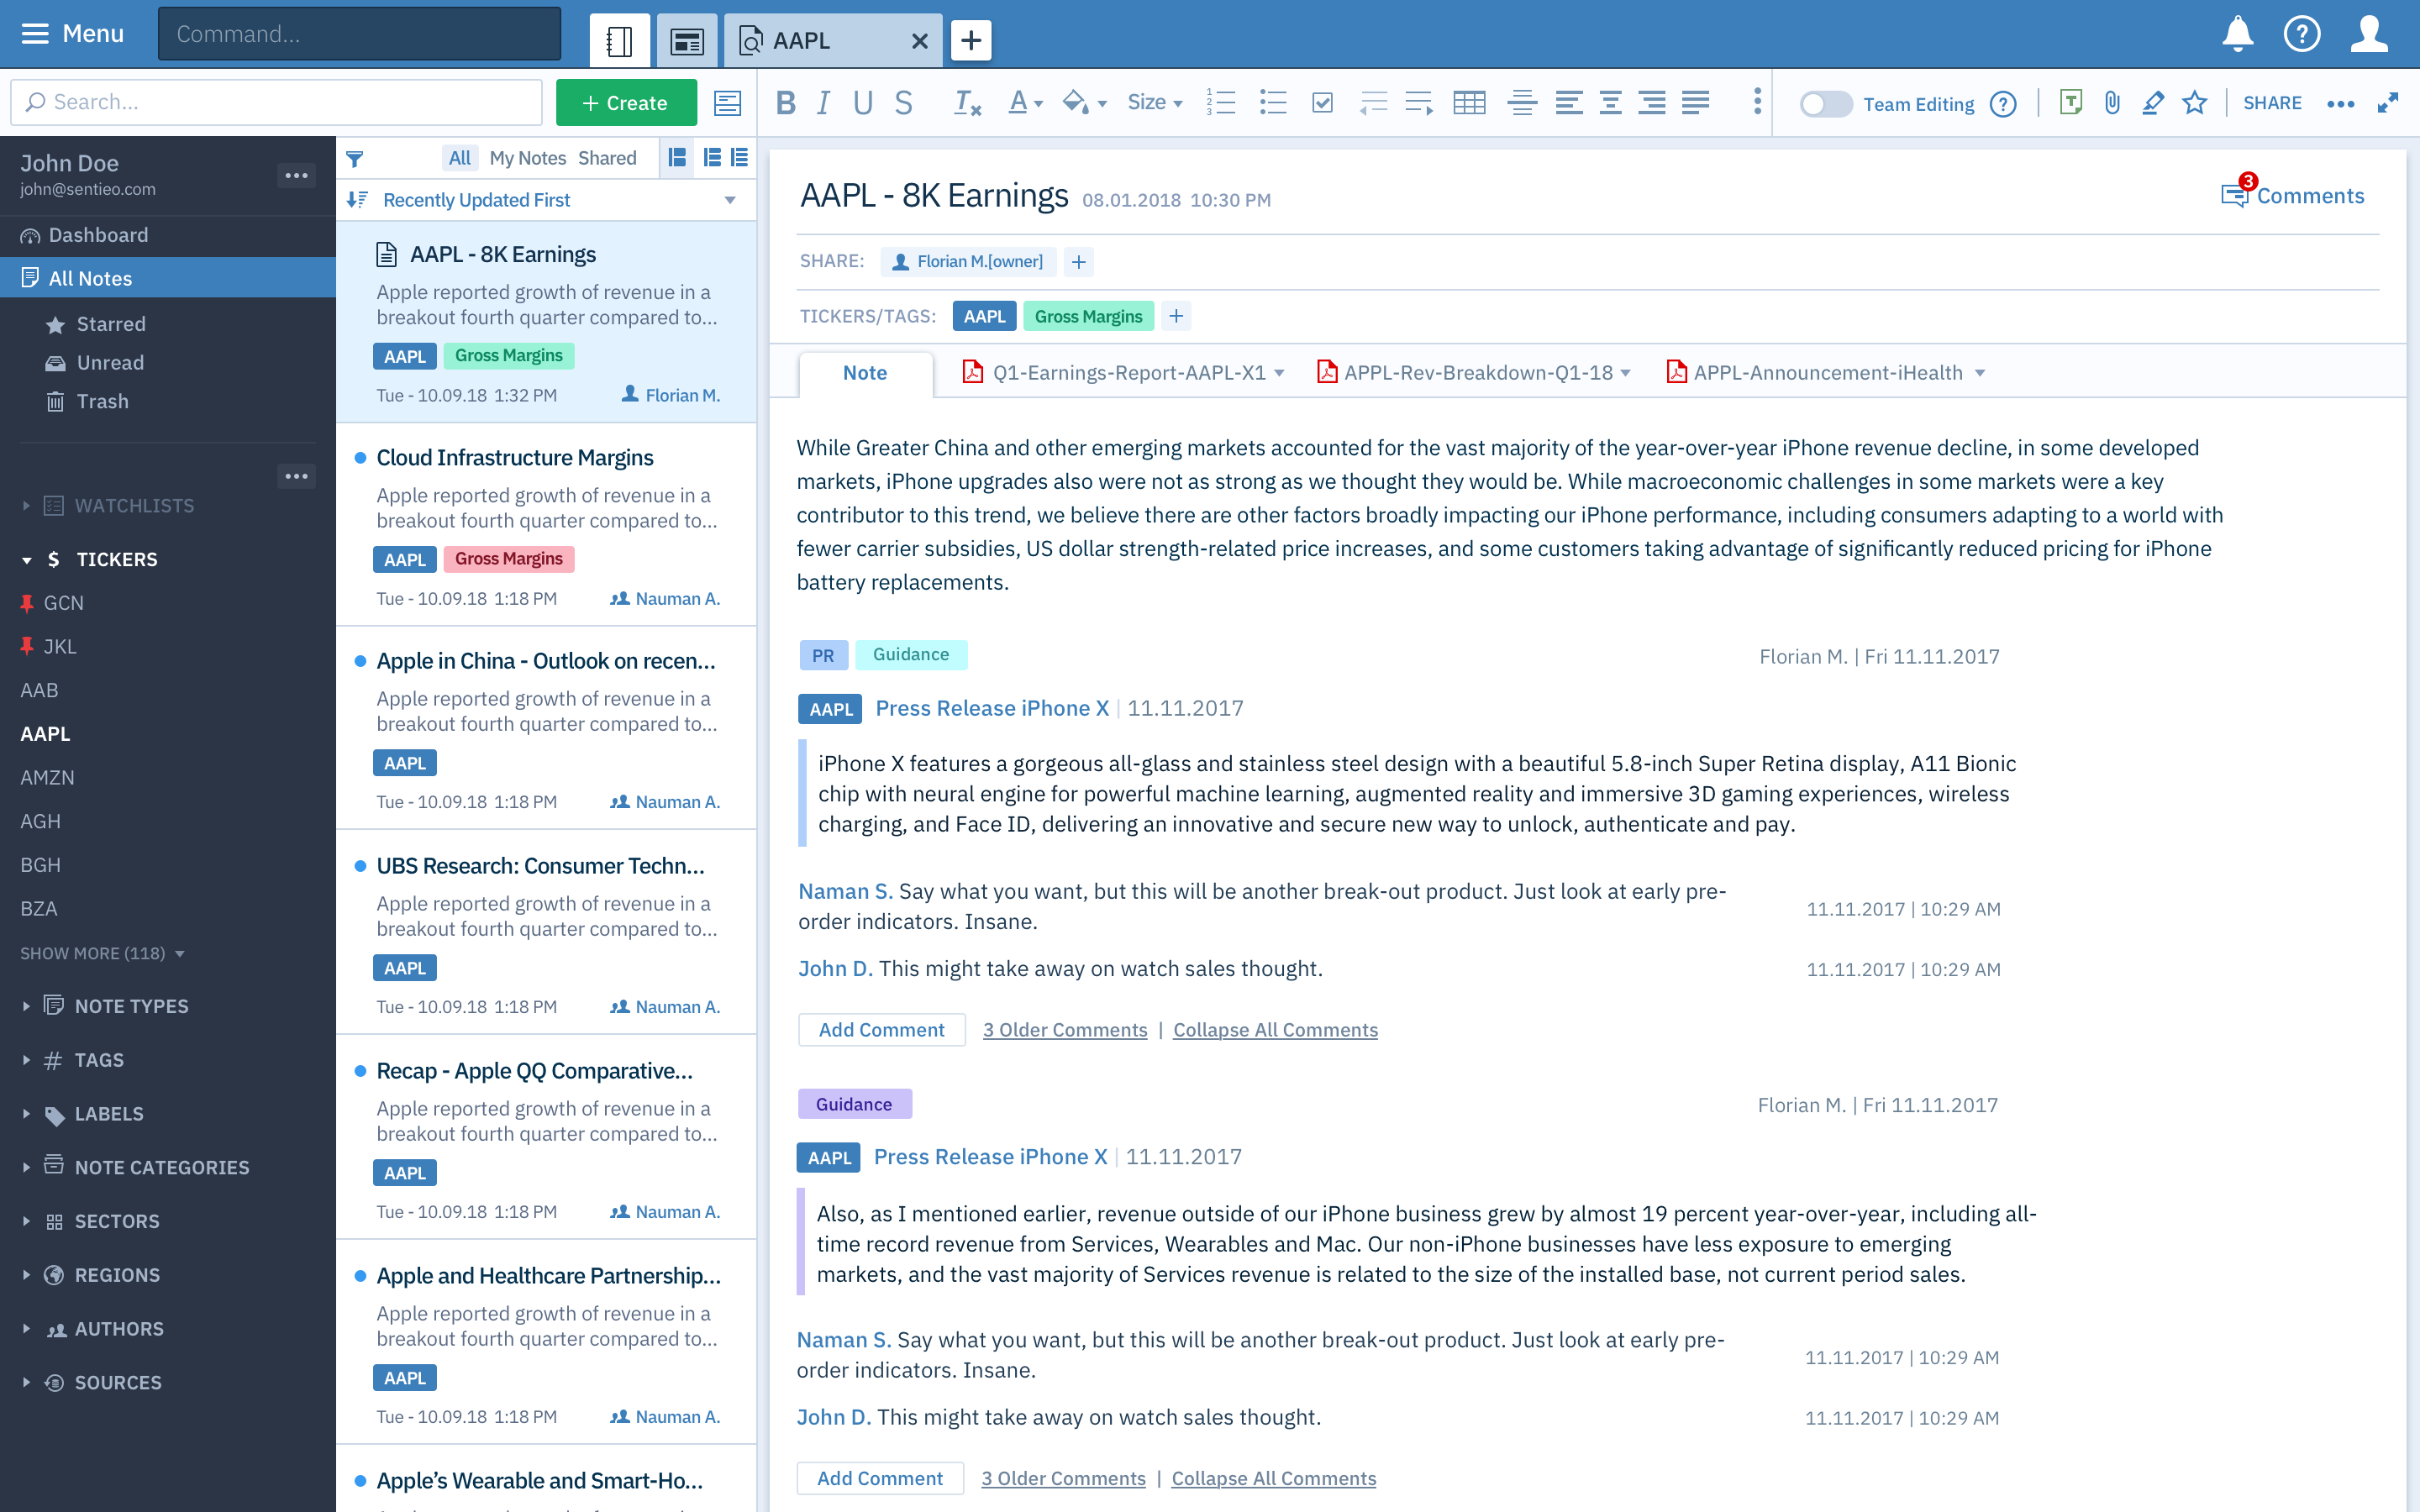 Menu
Command...
AAPL
Search...
+ Create
B I U S
Size
Team Editing
SHARE
John Doe
john@sentieo.com
Dashboard
All Notes
Starred
Unread
Trash
WATCHLISTS
$ TICKERS
GCN
JKL
AAB
AAPL
AMZN
AGH
BGH
BZA
SHOW MORE (118)
NOTE TYPES
# TAGS
LABELS
NOTE CATEGORIES
SECTORS
REGIONS
AUTHORS
SOURCES
All My Notes Shared
Recently Updated First
AAPL - 8K Earnings
Apple reported growth of revenue in a
breakout fourth quarter compared to...
AAPL Gross Margins
Tue - 10.09.18 1:32 PM Florian M.
Cloud Infrastructure Margins
Apple reported growth of revenue in a
breakout fourth quarter compared to...
AAPL Gross Margins
Tue - 10.09.18 1:18 PM Nauman A.
Apple in China - Outlook on recen...
Apple reported growth of revenue in a
breakout fourth quarter compared to...
AAPL
Tue - 10.09.18 1:18 PM Nauman A.
UBS Research: Consumer Techn...
Apple reported growth of revenue in a
breakout fourth quarter compared to...
AAPL
Tue - 10.09.18 1:18 PM Nauman A.
Recap - Apple QQ Comparative...
Apple reported growth of revenue in a
breakout fourth quarter compared to...
AAPL
Tue - 10.09.18 1:18 PM Nauman A.
Apple and Healthcare Partnership...
Apple reported growth of revenue in a
breakout fourth quarter compared to...
AAPL
Tue - 10.09.18 1:18 PM Nauman A.
Apple’s Wearable and Smart-Ho...
AAPL - 8K Earnings 08.01.2018 10:30 PM
3 Comments
SHARE: Florian M.[owner] +
TICKERS/TAGS: AAPL Gross Margins +
Note Q1-Earnings-Report-AAPL-X1 APPL-Rev-Breakdown-Q1-18 APPL-Announcement-iHealth
While Greater China and other emerging markets accounted for the vast majority of the year-over-year iPhone revenue decline, in some developed
markets, iPhone upgrades also were not as strong as we thought they would be. While macroeconomic challenges in some markets were a key
contributor to this trend, we believe there are other factors broadly impacting our iPhone performance, including consumers adapting to a world with
fewer carrier subsidies, US dollar strength-related price increases, and some customers taking advantage of significantly reduced pricing for iPhone
battery replacements.
PR Guidance Florian M. | Fri 11.11.2017
AAPL Press Release iPhone X | 11.11.2017
iPhone X features a gorgeous all-glass and stainless steel design with a beautiful 5.8-inch Super Retina display, A11 Bionic
chip with neural engine for powerful machine learning, augmented reality and immersive 3D gaming experiences, wireless
charging, and Face ID, delivering an innovative and secure new way to unlock, authenticate and pay.
Naman S. Say what you want, but this will be another break-out product. Just look at early pre-
order indicators. Insane.
11.11.2017 | 10:29 AM
John D. This might take away on watch sales thought. 11.11.2017 | 10:29 AM
Add Comment 3 Older Comments | Collapse All Comments
Guidance Florian M. | Fri 11.11.2017
AAPL Press Release iPhone X | 11.11.2017
Also, as I mentioned earlier, revenue outside of our iPhone business grew by almost 19 percent year-over-year, including all-
time record revenue from Services, Wearables and Mac. Our non-iPhone businesses have less exposure to emerging
markets, and the vast majority of Services revenue is related to the size of the installed base, not current period sales.
Naman S. Say what you want, but this will be another break-out product. Just look at early pre-
order indicators. Insane.
11.11.2017 | 10:29 AM
John D. This might take away on watch sales thought. 11.11.2017 | 10:29 AM
Add Comment 3 Older Comments | Collapse All Comments